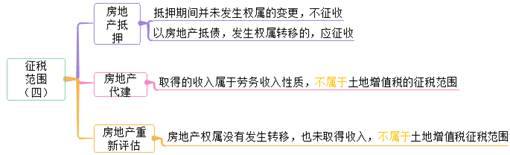 征税
范围
（四）
房地
产抵
押
抵押期间并未发生权属的变更，不征收
以房地产抵债，发生权属转移的，应征收
房地产
代建
取得的收入属于劳务收入性质，不属于土地增值税的征税范围
房地产重
新评估
房地产权属没有发生转移，也未取得收入，不属于土地增值税征税范围